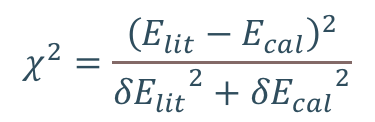 χ² = (E_lit − E_cal)² / (δE_lit² + δE_cal²)